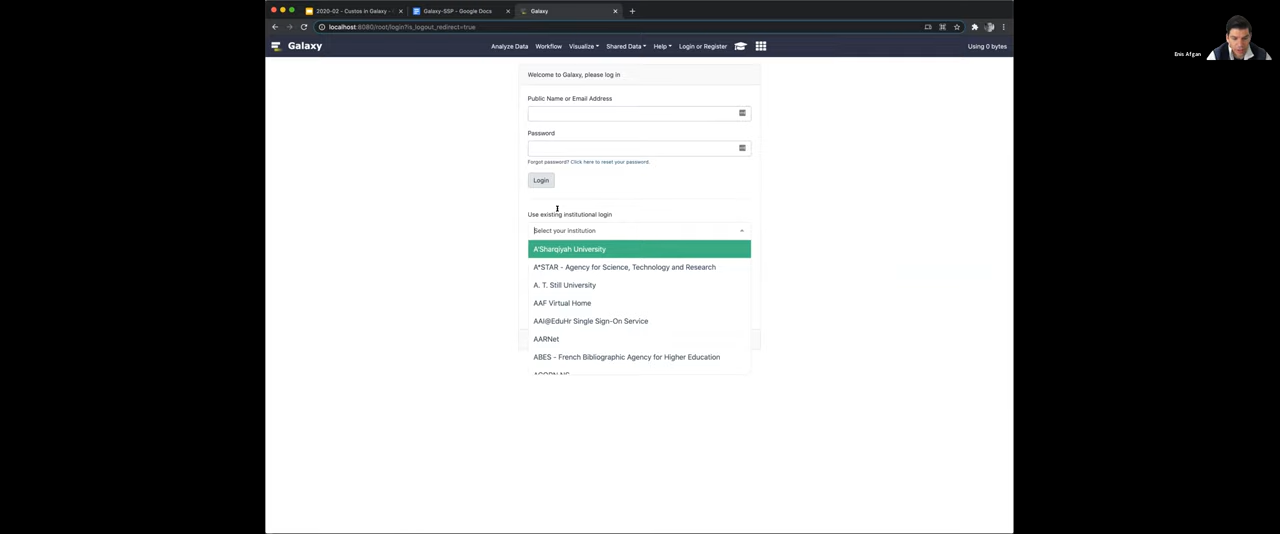 2020-02 - Custos in Galaxy -
Galaxy-SSP - Google Docs
Galaxy
localhost:8080/root/login?is_logout_redirect=true
Galaxy
Analyze Data
Workflow
Visualize
Shared Data
Help
Login or Register
Using 0 bytes
Enis Afgan
Welcome to Galaxy, please log in
Public Name or Email Address
Password
Forgot password? Click here to reset your password.
Login
Use existing institutional login
Select your institution
A'Sharqiyah University
A*STAR - Agency for Science, Technology and Research
A. T. Still University
AAF Virtual Home
AAI@EduHr Single Sign-On Service
AARNet
ABES - French Bibliographic Agency for Higher Education